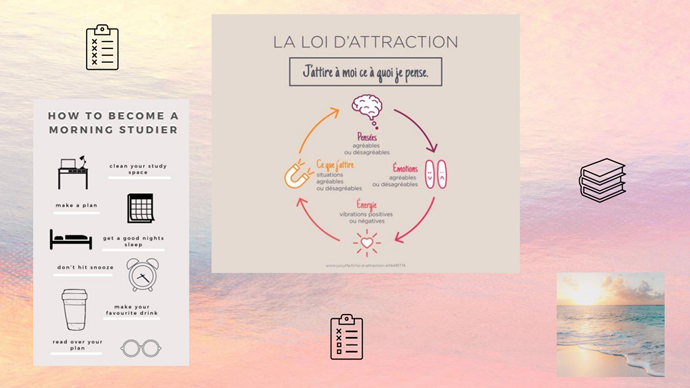 HOW TO BECOME A
MORNING STUDIER
clean your study
space
make a plan
get a good nights
sleep
don't hit snooze
make your
favourite drink
read over your
plan
LA LOI D'ATTRACTION
J'attire à moi ce à quoi je pense.
Pensées
agréables
ou désagréables
Émotions
agréables
ou désagréables
Énergie
vibrations positives
ou négatives
Ce que j'attire
situations
agréables
ou désagréables